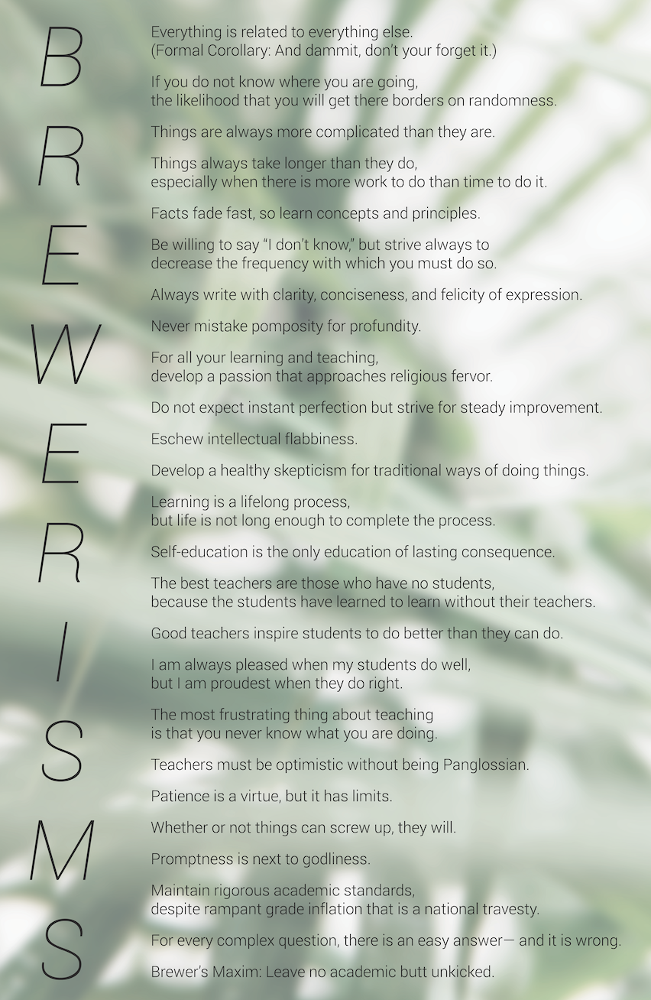 BREWERISMS
Everything is related to everything else.
(Formal Corollary: And dammit, don't your forget it.)
If you do not know where you are going,
the likelihood that you will get there borders on randomness.
Things are always more complicated than they are.
Things always take longer than they do,
especially when there is more work to do than time to do it.
Facts fade fast, so learn concepts and principles.
Be willing to say “I don't know,” but strive always to
decrease the frequency with which you must do so.
Always write with clarity, conciseness, and felicity of expression.
Never mistake pomposity for profundity.
For all your learning and teaching,
develop a passion that approaches religious fervor.
Do not expect instant perfection but strive for steady improvement.
Eschew intellectual flabbiness.
Develop a healthy skepticism for traditional ways of doing things.
Learning is a lifelong process,
but life is not long enough to complete the process.
Self-education is the only education of lasting consequence.
The best teachers are those who have no students,
because the students have learned to learn without their teachers.
Good teachers inspire students to do better than they can do.
I am always pleased when my students do well,
but I am proudest when they do right.
The most frustrating thing about teaching
is that you never know what you are doing.
Teachers must be optimistic without being Panglossian.
Patience is a virtue, but it has limits.
Whether or not things can screw up, they will.
Promptness is next to godliness.
Maintain rigorous academic standards,
despite rampant grade inflation that is a national travesty.
For every complex question, there is an easy answer— and it is wrong.
Brewer's Maxim: Leave no academic butt unkicked.